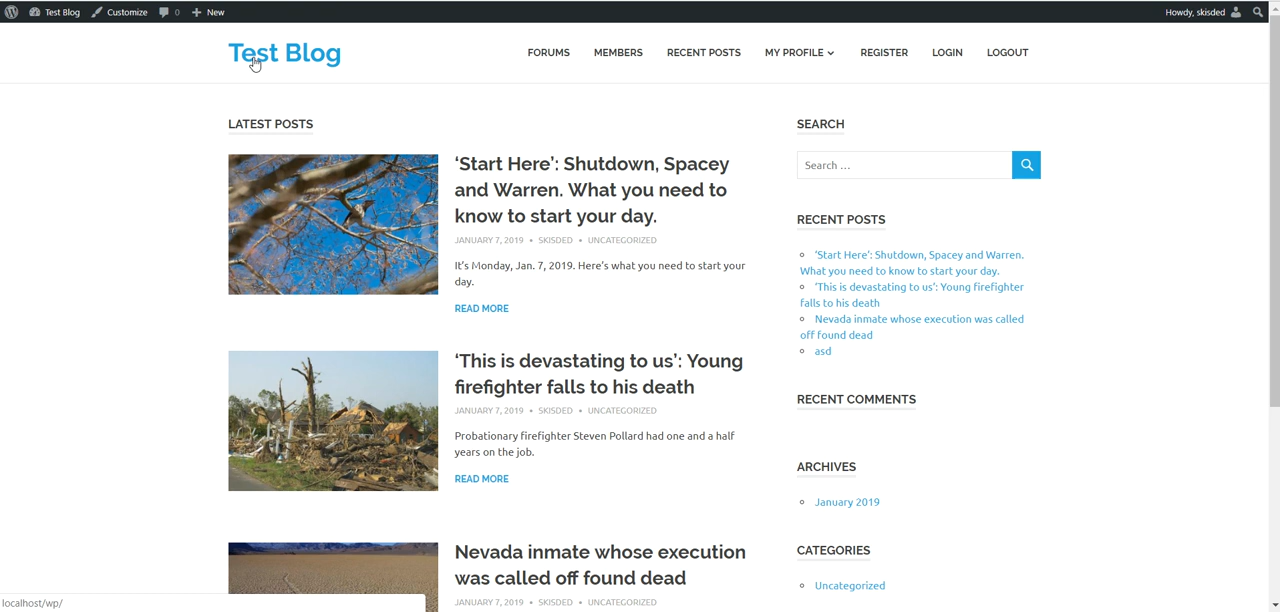 Test Blog Customize 0 New Howdy, skisded
Test Blog
FORUMS MEMBERS RECENT POSTS MY PROFILE REGISTER LOGIN LOGOUT
LATEST POSTS
‘Start Here’: Shutdown, Spacey
and Warren. What you need to
know to start your day.
JANUARY 7, 2019 • SKISDED • UNCATEGORIZED
It’s Monday, Jan. 7, 2019. Here’s what you need to start your
day.
READ MORE
‘This is devastating to us’: Young
firefighter falls to his death
JANUARY 7, 2019 • SKISDED • UNCATEGORIZED
Probationary firefighter Steven Pollard had one and a half
years on the job.
READ MORE
Nevada inmate whose execution
was called off found dead
JANUARY 7, 2019 • SKISDED • UNCATEGORIZED
SEARCH
Search …
RECENT POSTS
‘Start Here’: Shutdown, Spacey and Warren.
What you need to know to start your day.
‘This is devastating to us’: Young firefighter
falls to his death
Nevada inmate whose execution was called
off found dead
asd
RECENT COMMENTS
ARCHIVES
January 2019
CATEGORIES
Uncategorized
localhost/wp/